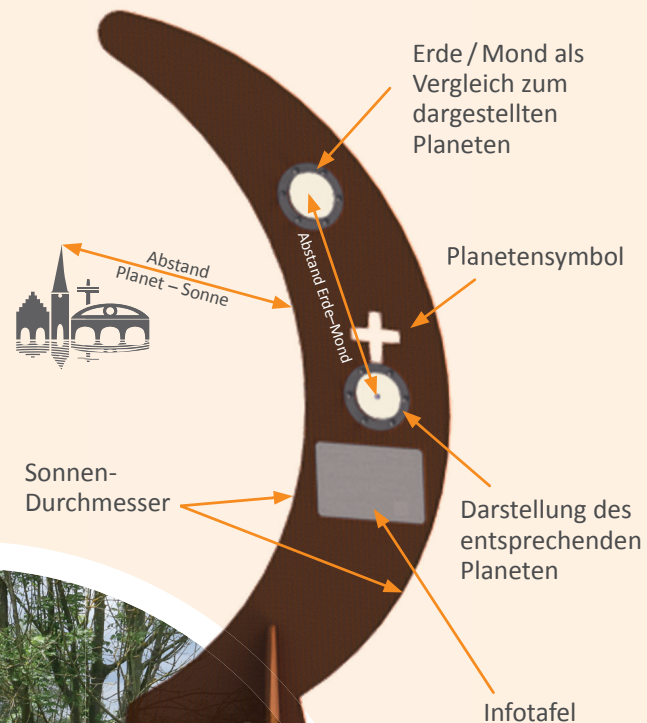 Erde / Mond als
Vergleich zum
dargestellten
Planeten
Abstand
Planet – Sonne
Abstand Erde–Mond
Planetensymbol
Sonnen-
Durchmesser
Darstellung des
entsprechenden
Planeten
Infotafel